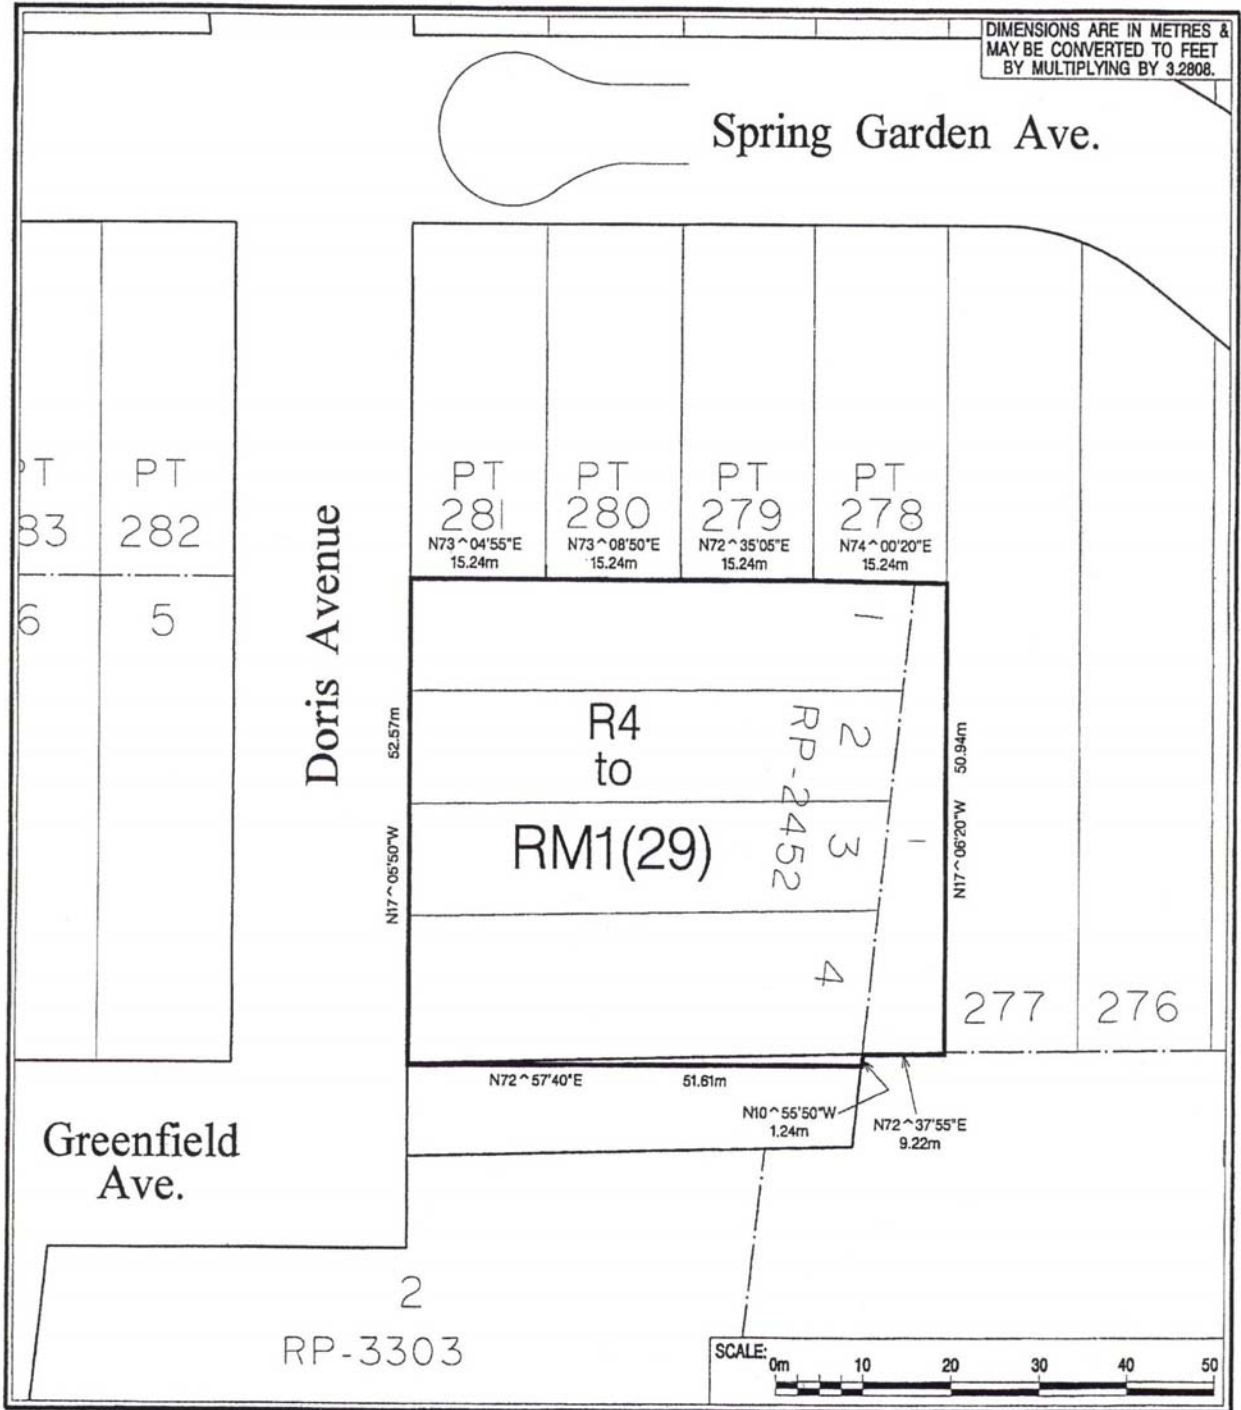 DIMENSIONS ARE IN METRES &
MAY BE CONVERTED TO FEET
BY MULTIPLYING BY 3.2808.
Spring Garden Ave.
PT
83
PT
282
PT
281
N73^04'55"E
15.24m
PT
280
N73^08'50"E
15.24m
PT
279
N72^35'05"E
15.24m
PT
278
N74^00'20"E
15.24m
6
5
Doris Avenue
1
R4
to
RM1(29)
2
RP-2452
3
1
4
52.57m
N17^05'50"W
50.94m
N17^06'20"W
277
276
N72^57'40"E 51.61m
N10^55'50"W
1.24m
N72^37'55"E
9.22m
Greenfield
Ave.
2
RP-3303
SCALE:
0m 10 20 30 40 50